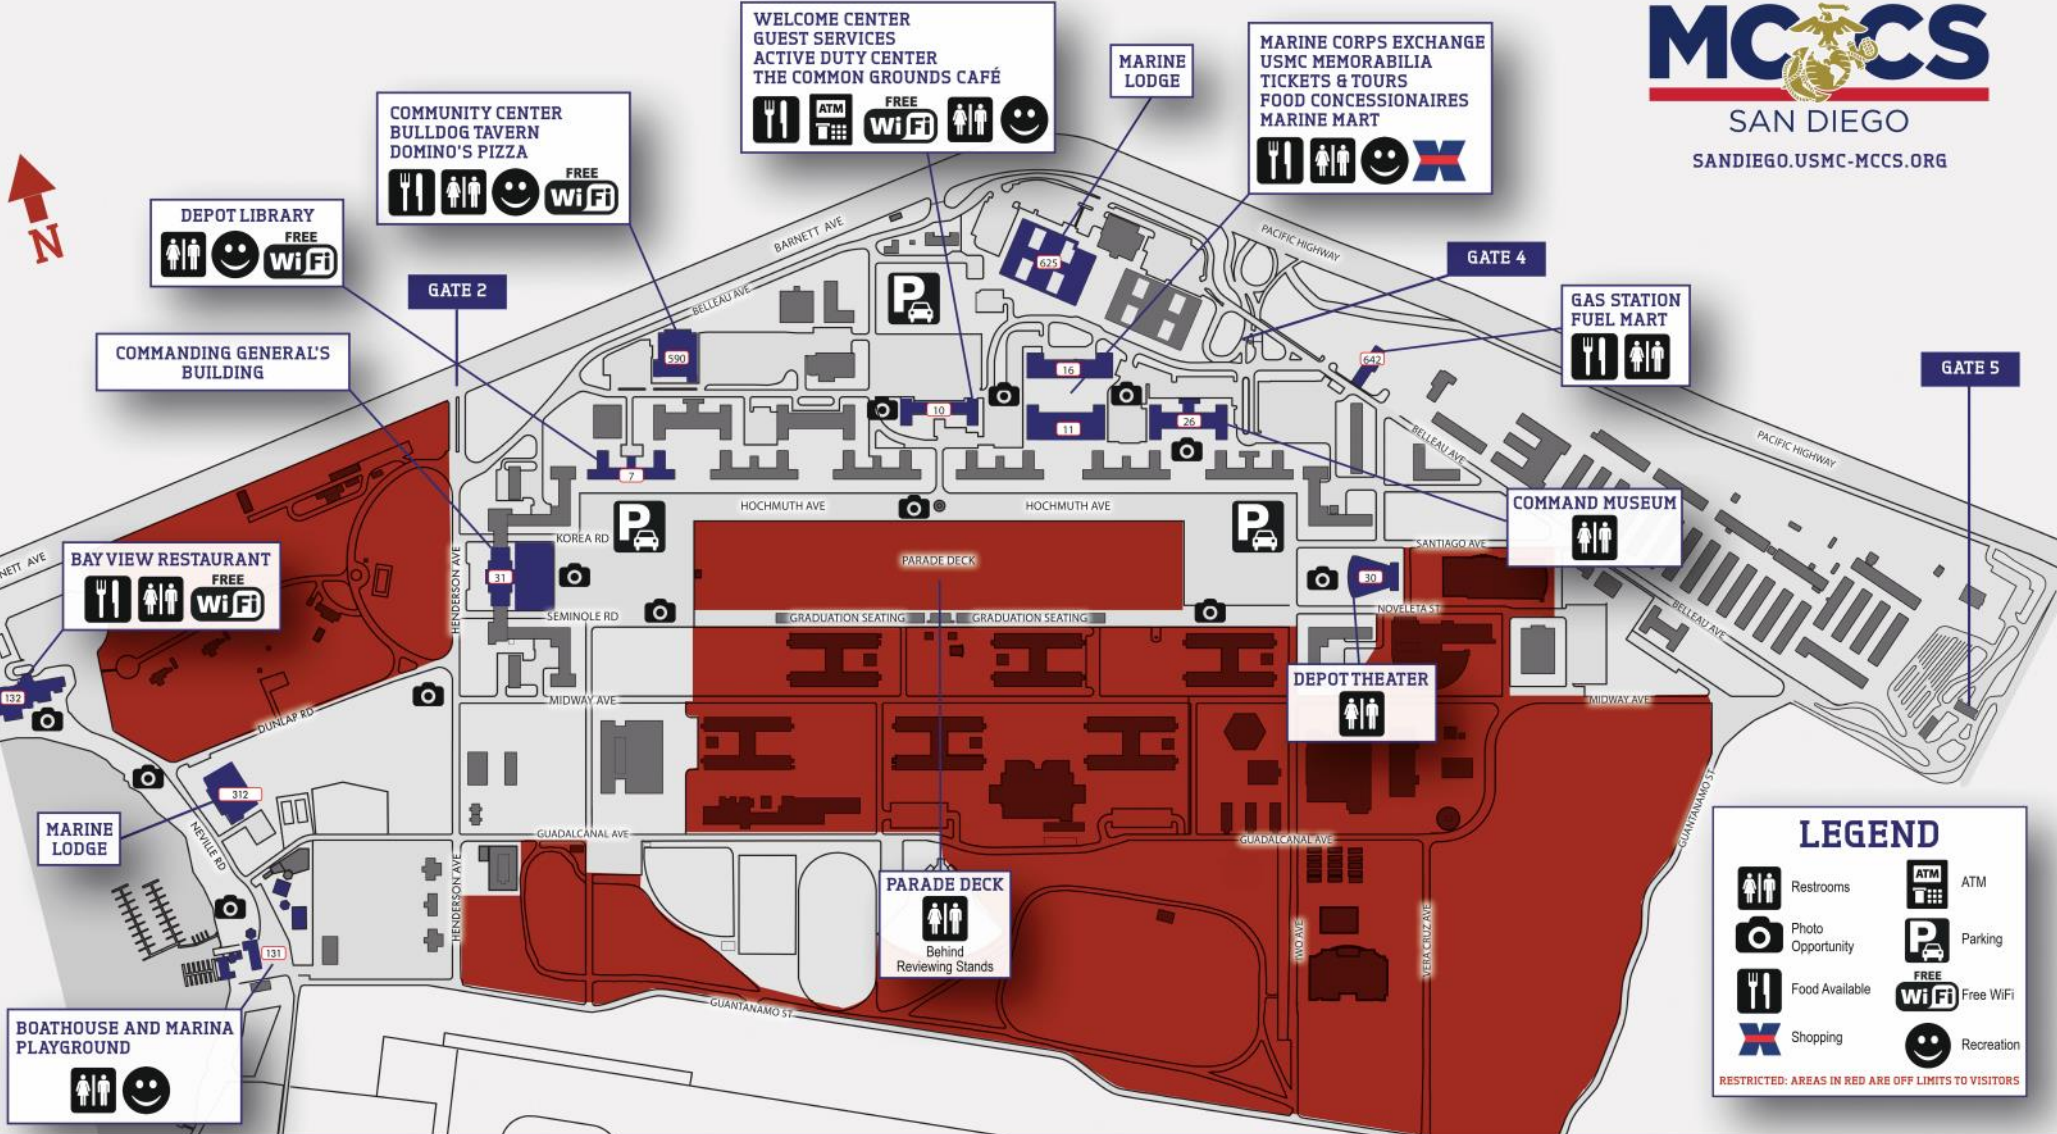 WELCOME CENTER
GUEST SERVICES
ACTIVE DUTY CENTER
THE COMMON GROUNDS CAFÉ
ATM
FREE
WiFi
MARINE
LODGE
MARINE CORPS EXCHANGE
USMC MEMORABILIA
TICKETS & TOURS
FOOD CONCESSIONAIRES
MARINE MART
MCCS
SAN DIEGO
SANDIEGO.USMC-MCCS.ORG
COMMUNITY CENTER
BULLDOG TAVERN
DOMINO'S PIZZA
FREE
WiFi
N
DEPOT LIBRARY
FREE
WiFi
GATE 2
COMMANDING GENERAL'S
BUILDING
BARNETT AVE
BELLEAU AVE
PACIFIC HIGHWAY
GATE 4
GAS STATION
FUEL MART
GATE 5
P
625
590
642
16
10
11
26
7
BELLEAU AVE
PACIFIC HIGHWAY
COMMAND MUSEUM
HOCHMUTH AVE
HOCHMUTH AVE
P
P
KOREA RD
SANTIAGO AVE
NETT AVE
BAY VIEW RESTAURANT
FREE
WiFi
HENDERSON AVE
31
PARADE DECK
30
NOVELETA ST
SEMINOLE RD
GRADUATION SEATING
GRADUATION SEATING
BELLEAU AVE
132
DEPOT THEATER
DUNLAP RD
MIDWAY AVE
MIDWAY AVE
312
MARINE
LODGE
NEVILLE RD
GUADALCANAL AVE
GUADALCANAL AVE
GUANTANAMO ST
HENDERSON AVE
PARADE DECK
Behind
Reviewing Stands
TWO AVE
VERA CRUZ AVE
131
GUANTANAMO ST
BOATHOUSE AND MARINA
PLAYGROUND
LEGEND
Restrooms
ATM
ATM
Photo
Opportunity
P
Parking
Food Available
FREE
WiFi
Free WiFi
Shopping
Recreation
RESTRICTED: AREAS IN RED ARE OFF LIMITS TO VISITORS